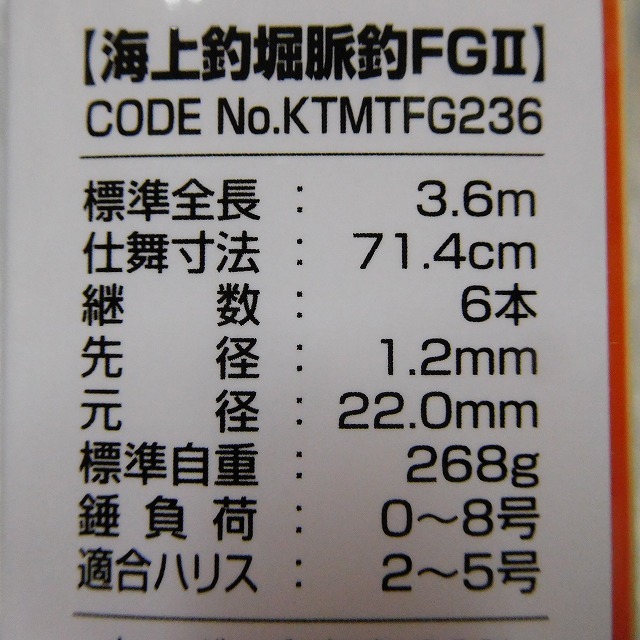 【海上釣堀脈釣FGⅡ】
CODE No.KTMTFG236
標準全長 : 3.6m
仕舞寸法 : 71.4cm
継数 : 6本
先径 : 1.2mm
元径 : 22.0mm
標準自重 : 268g
錘負荷 : 0〜8号
適合ハリス : 2〜5号